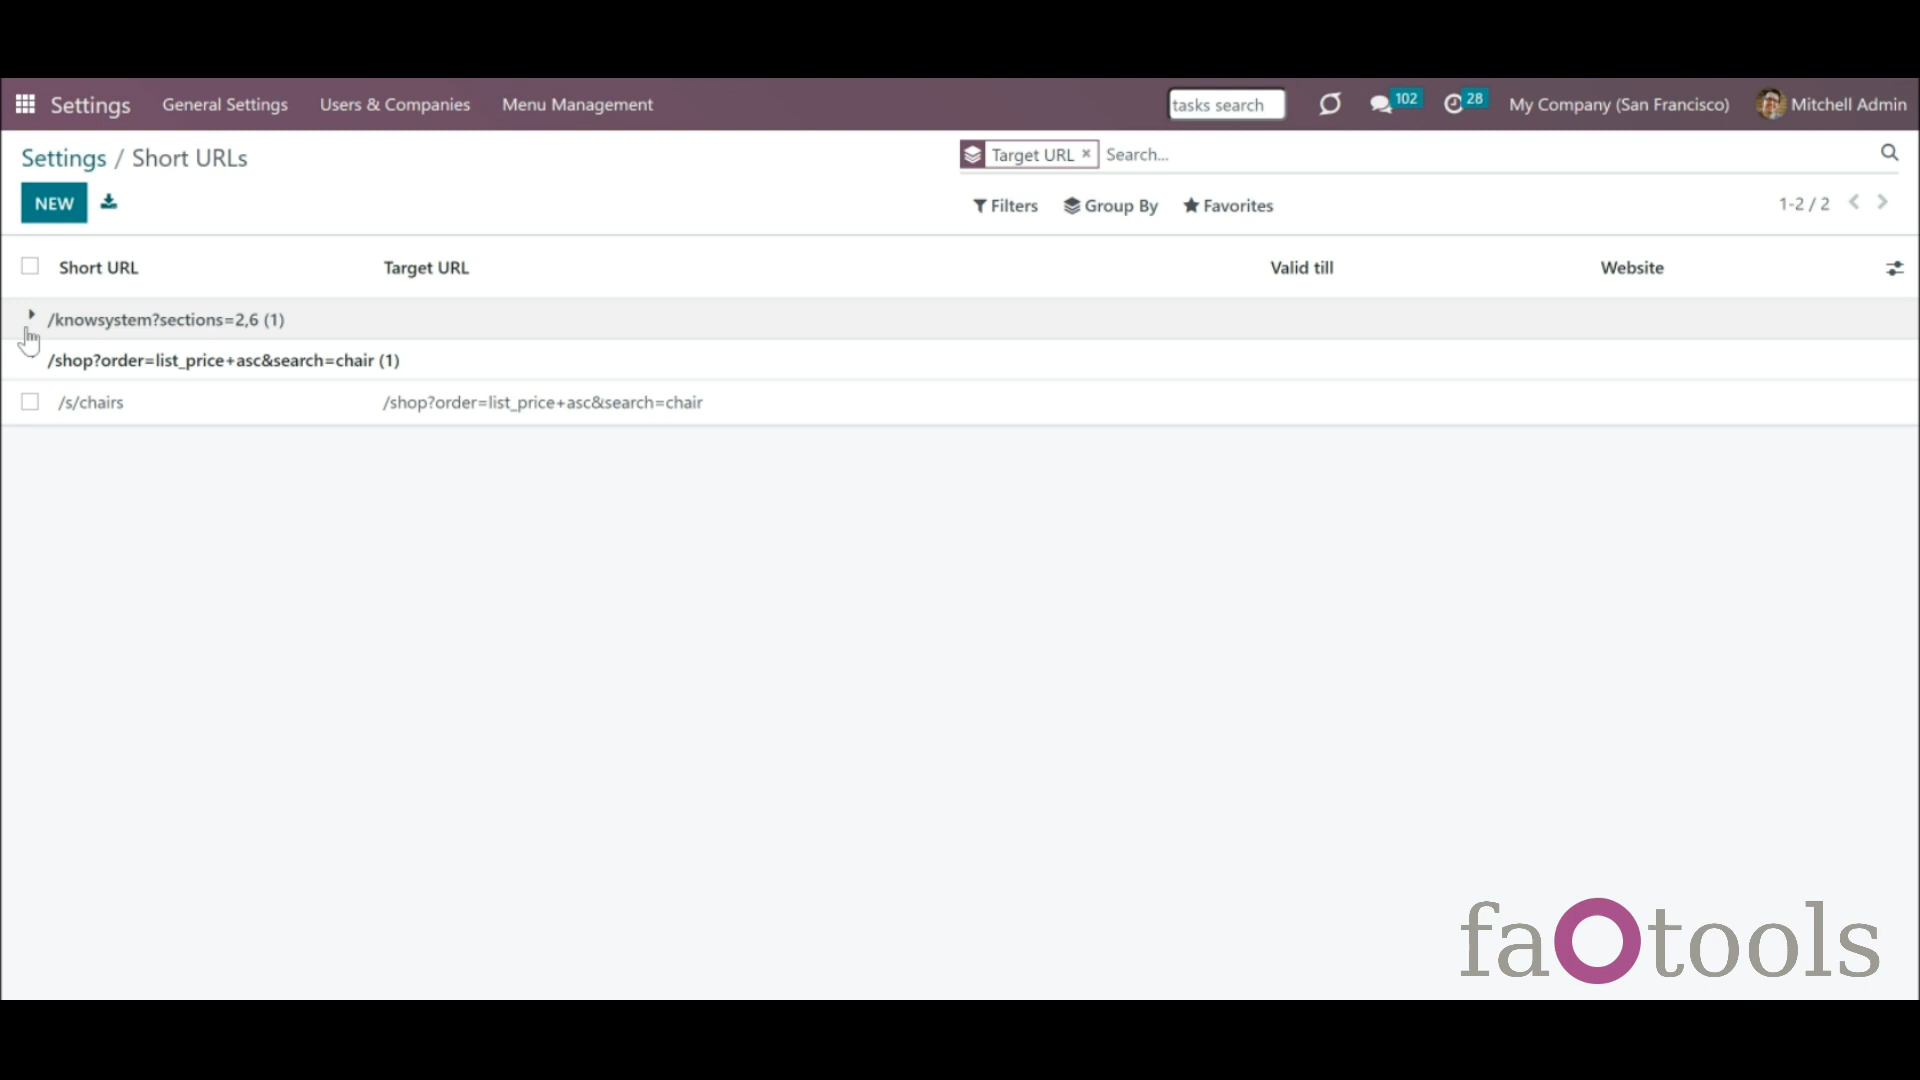 Settings General Settings Users & Companies Menu Management tasks search 102 28 My Company (San Francisco) Mitchell Admin
Settings / Short URLs
Target URL × Search...
NEW
Filters Group By Favorites 1-2 / 2
Short URL Target URL Valid till Website
/knowsystem?sections=2,6 (1)
/shop?order=list_price+asc&search=chair (1)
/s/chairs /shop?order=list_price+asc&search=chair
faOtools